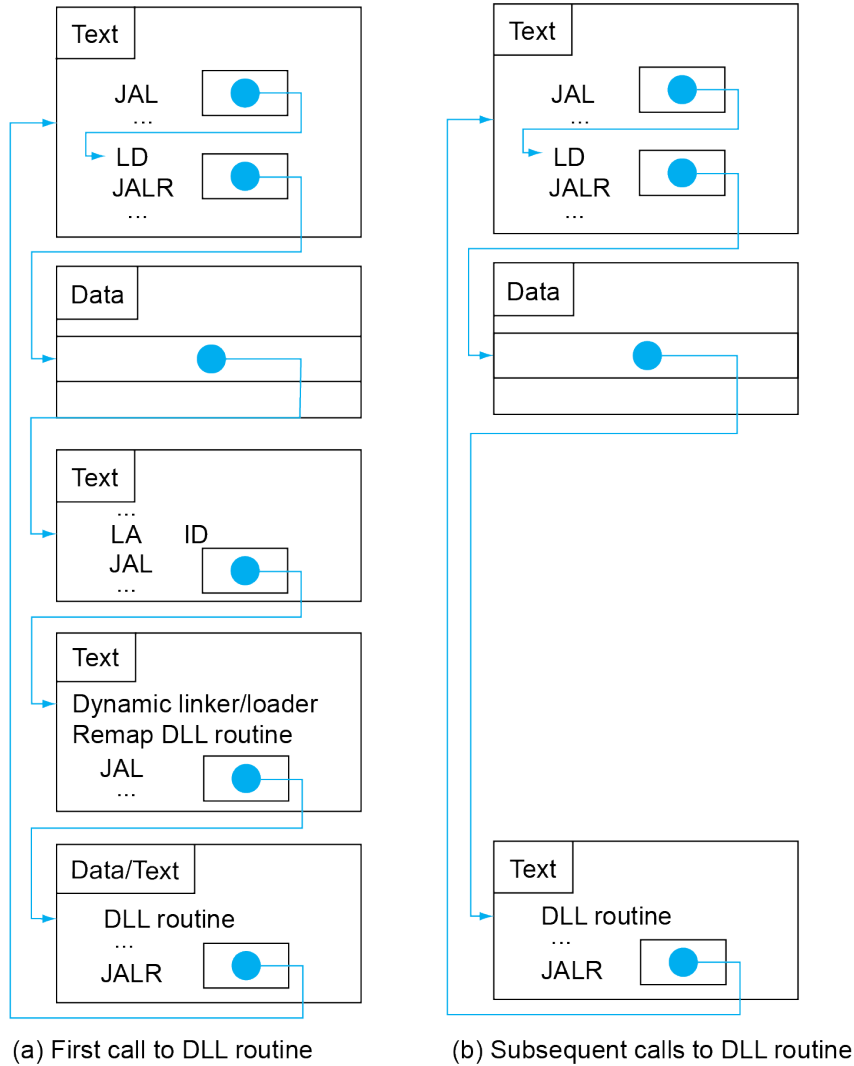 Text
JAL
...
LD
JALR
...
Data
Text
...
LA ID
JAL
...
Text
Dynamic linker/loader
Remap DLL routine
JAL
...
Data/Text
DLL routine
...
JALR
(a) First call to DLL routine
Text
JAL
...
LD
JALR
...
Data
Text
DLL routine
...
JALR
(b) Subsequent calls to DLL routine